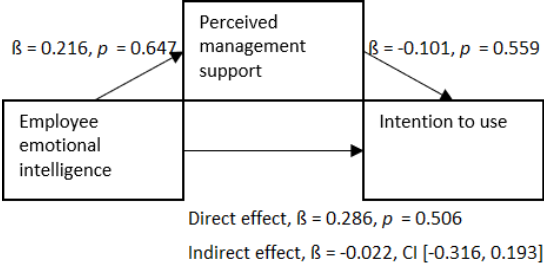 Perceived
management
support
ß = 0.216, p = 0.647
ß = -0.101, p = 0.559
Employee
emotional
intelligence
Intention to use
Direct effect, ß = 0.286, p = 0.506
Indirect effect, ß = -0.022, CI [-0.316, 0.193]